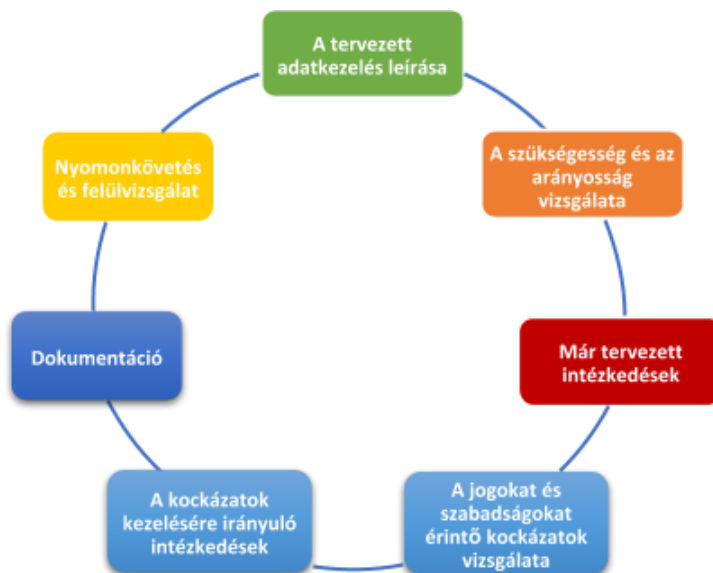 A tervezett
adatkezelés leírása
A szükségesség és az
arányosság
vizsgálata
Már tervezett
intézkedések
A jogokat és
szabadságokat
érintő kockázatok
vizsgálata
A kockázatok
kezelésére irányuló
intézkedések
Dokumentáció
Nyomonkövetés
és felülvizsgálat